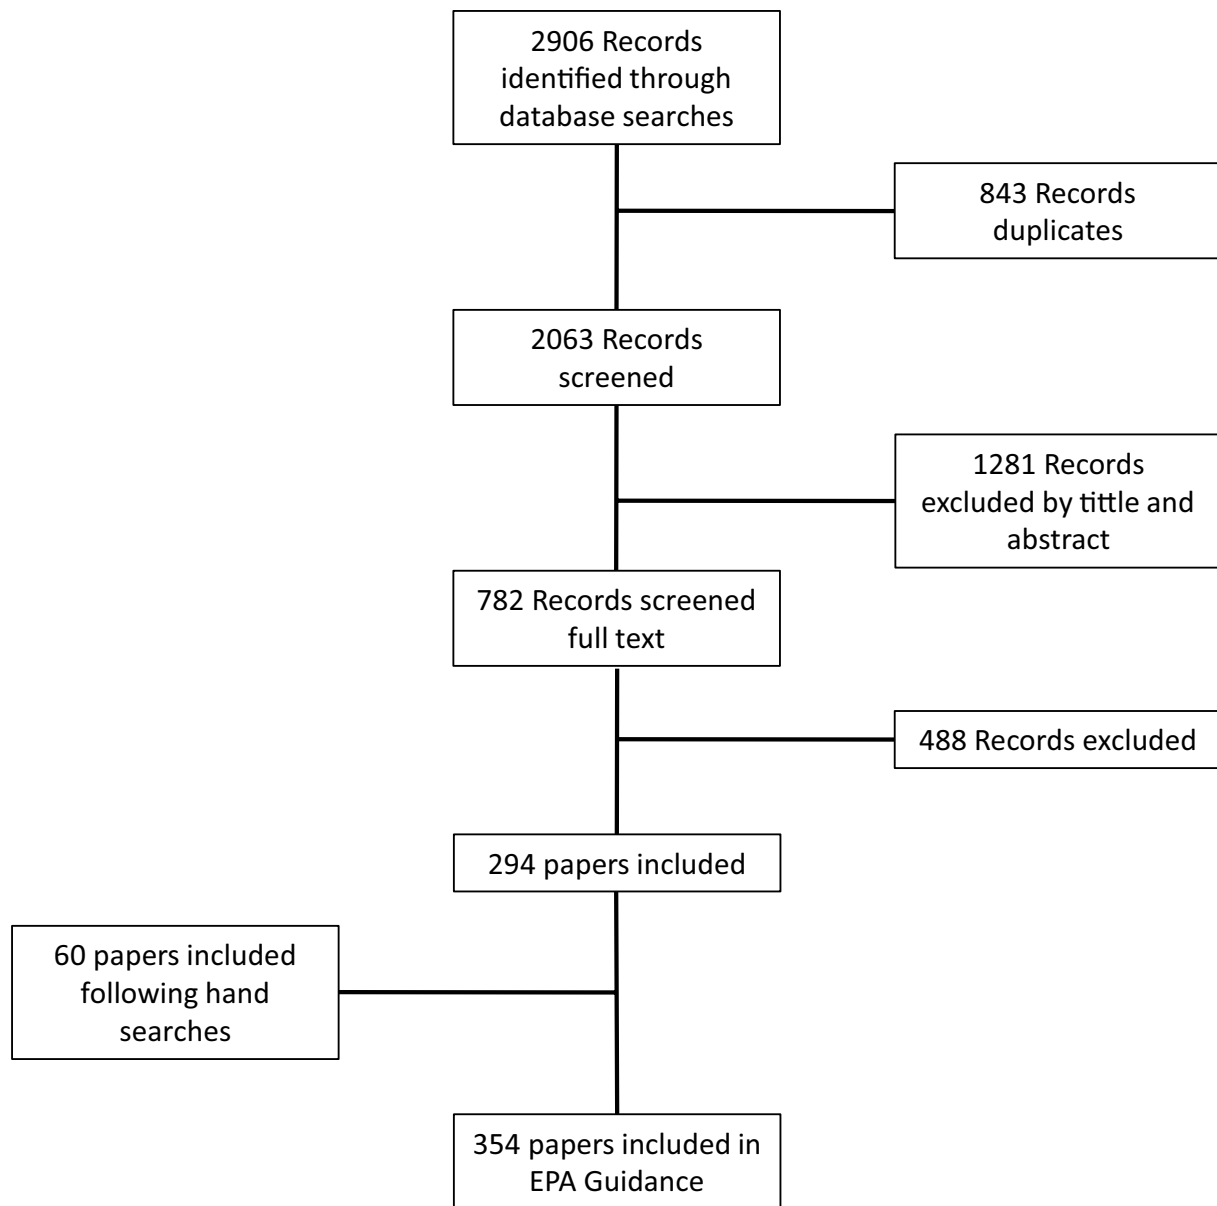 2906 Records
identified through
database searches
843 Records
duplicates
2063 Records
screened
1281 Records
excluded by tittle and
abstract
782 Records screened
full text
488 Records excluded
294 papers included
60 papers included
following hand
searches
354 papers included in
EPA Guidance